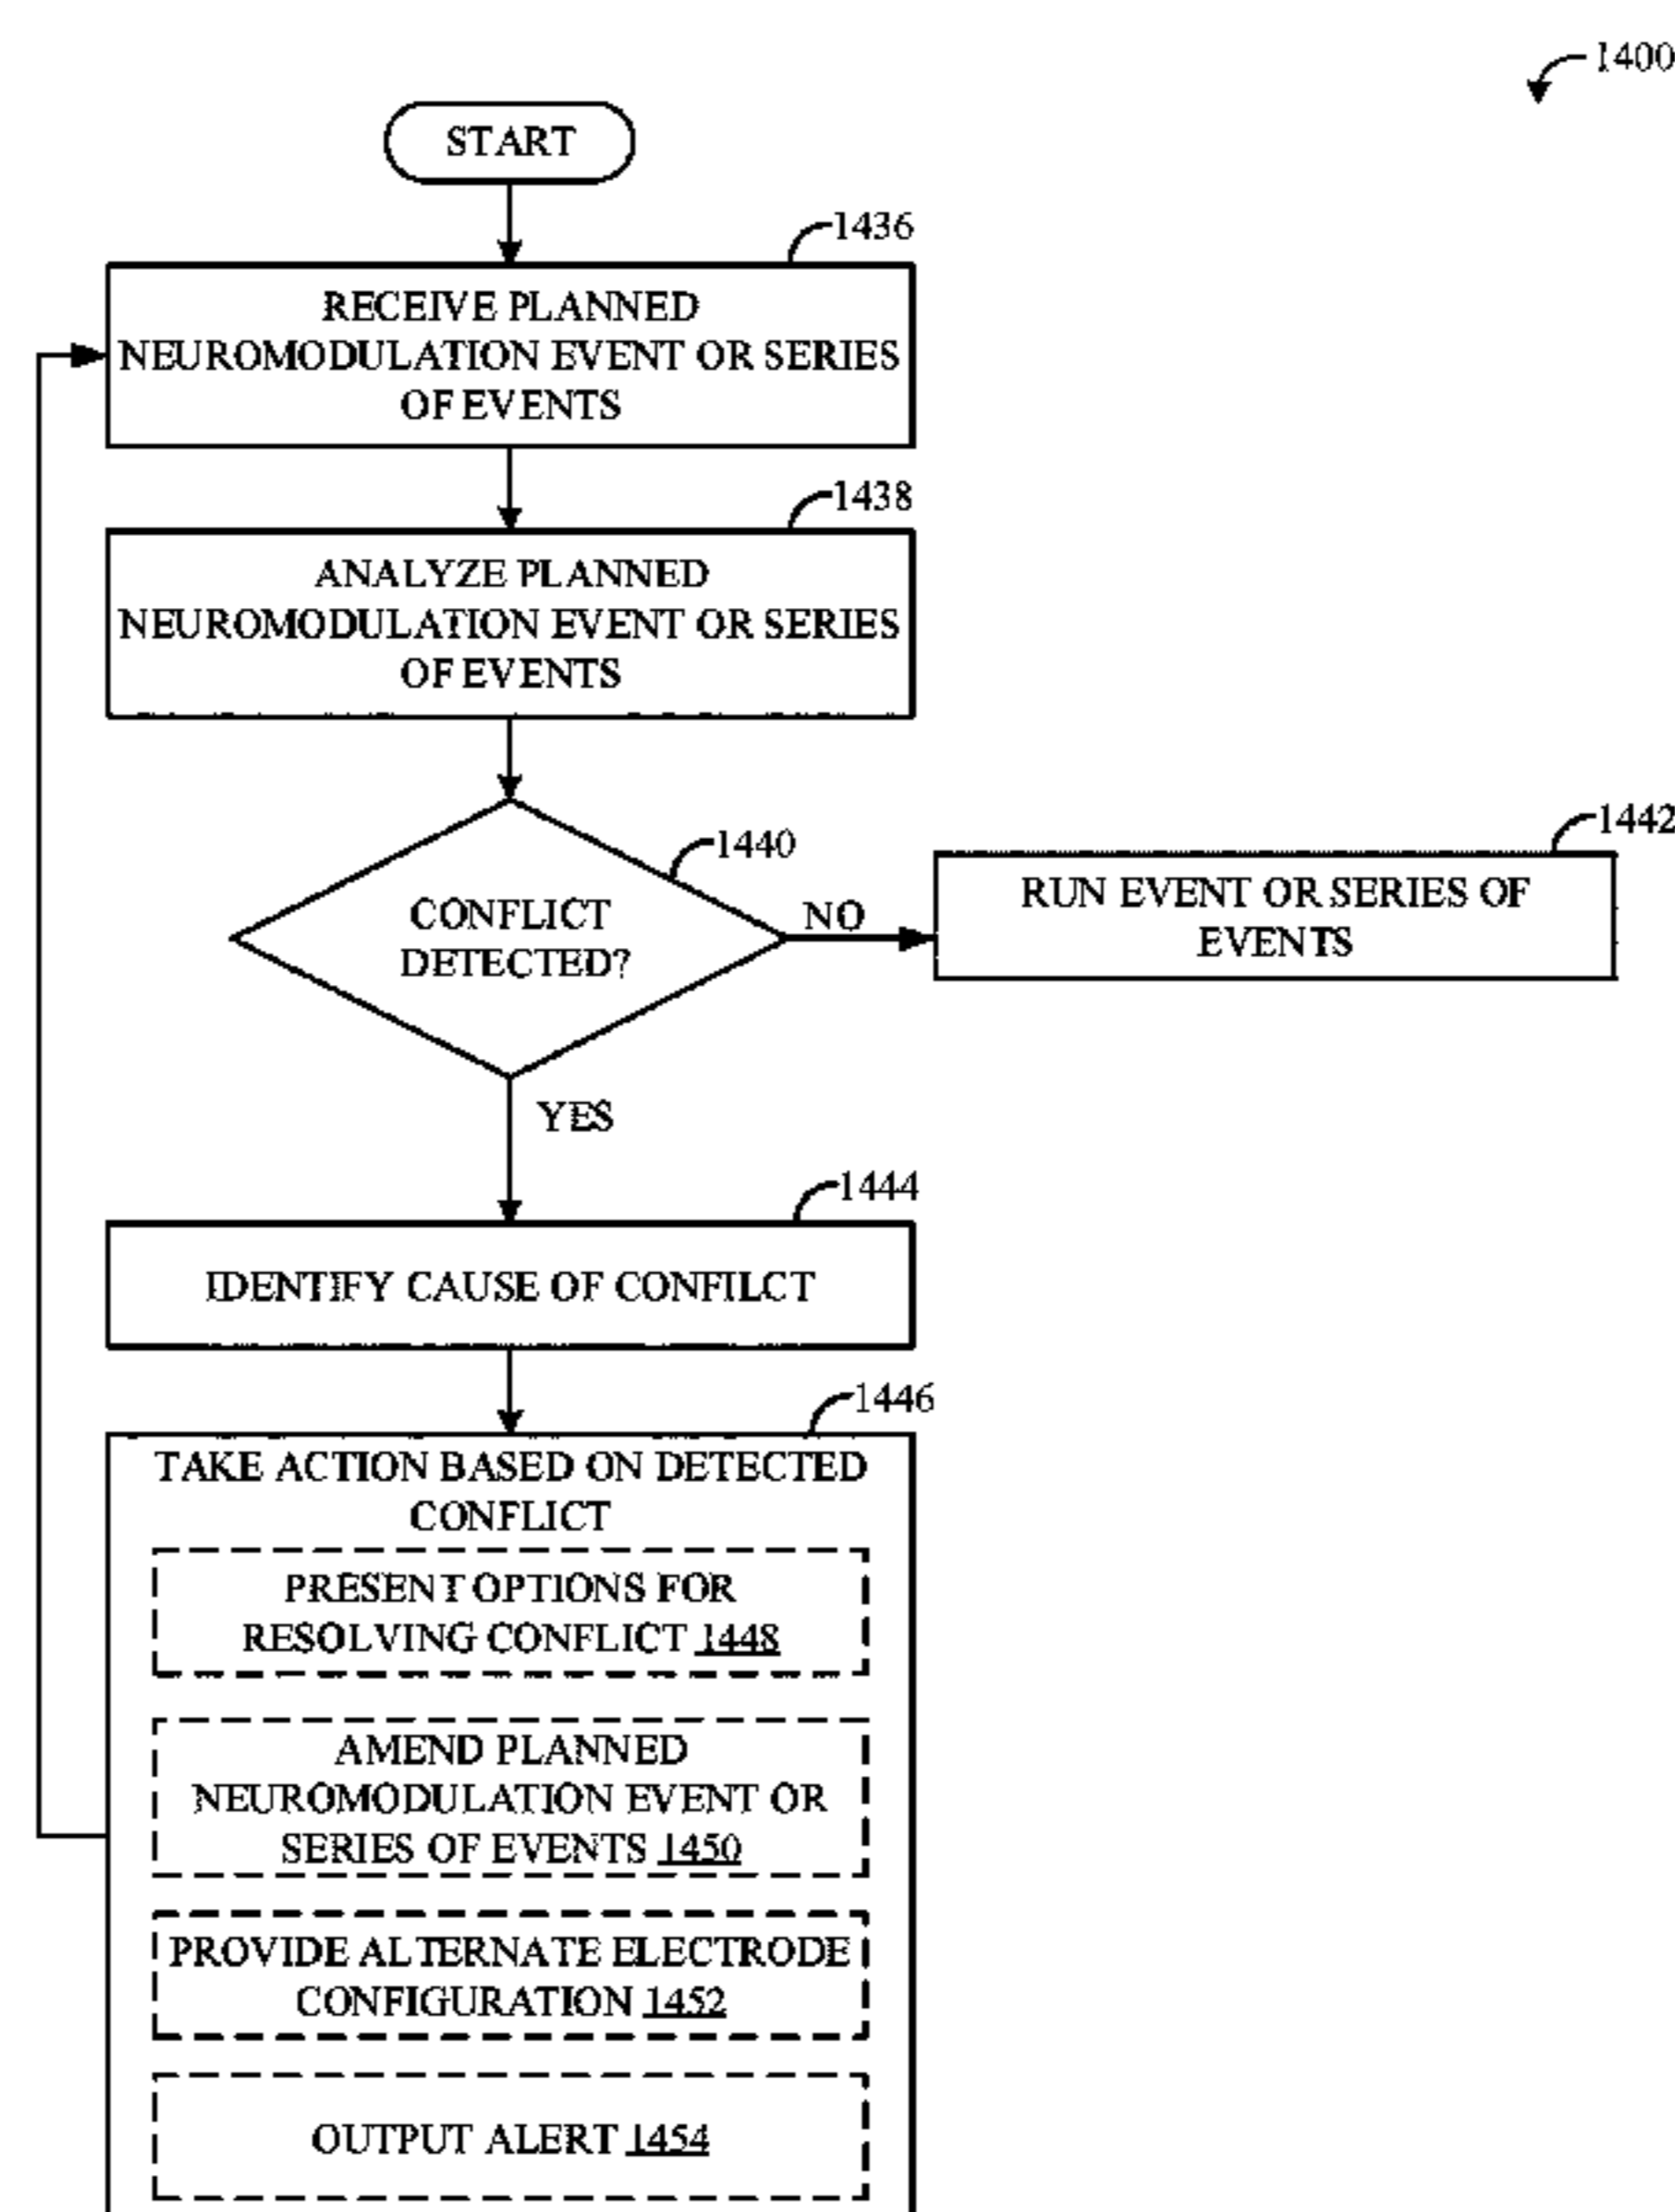 1400
START
1436
RECEIVE PLANNED
NEUROMODULATION EVENT OR SERIES
OF EVENTS
1438
ANALYZE PLANNED
NEUROMODULATION EVENT OR SERIES
OF EVENTS
1440
CONFLICT
DETECTED?
NO
1442
RUN EVENT OR SERIES OF
EVENTS
YES
1444
IDENTIFY CAUSE OF CONFILCT
1446
TAKE ACTION BASED ON DETECTED
CONFLICT
PRESENT OPTIONS FOR
RESOLVING CONFLICT 1448
AMEND PLANNED
NEUROMODULATION EVENT OR
SERIES OF EVENTS 1450
PROVIDE ALTERNATE ELECTRODE
CONFIGURATION 1452
OUTPUT ALERT 1454